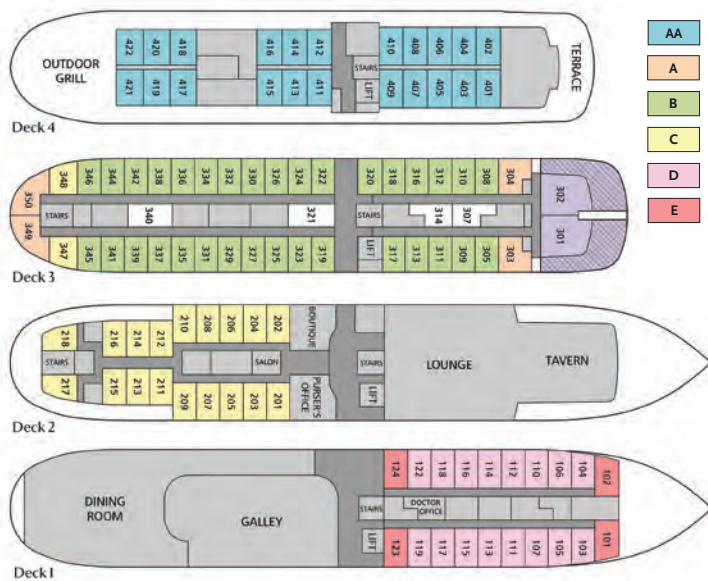 422 420 418 416 414 412 410 408 406 404 402
OUTDOOR
GRILL
STAIRS
LIFT
TERRACE
421 419 417 415 413 411 409 407 405 403 401
Deck 4
AA
A
B
C
D
E
350 348 346 344 342 338 336 334 332 330 326 324 322 320 318 316 312 310 308 304 302
STAIRS 340 321 STAIRS 314 307
LIFT
349 347 345 341 339 337 335 331 329 327 325 323 319 317 313 311 309 305 303 301
Deck 3
218 216 214 212 210 208 206 204 202
BOUTIQUE
STAIRS SALON STAIRS LOUNGE TAVERN
LIFT
PURSER'S
OFFICE
217 215 213 211 209 207 205 203 201
Deck 2
124 122 118 116 114 112 110 106 104 102
DINING
ROOM
GALLEY
STAIRS
DOCTOR
OFFICE
LIFT
123 119 117 115 113 111 107 105 103 101
Deck 1